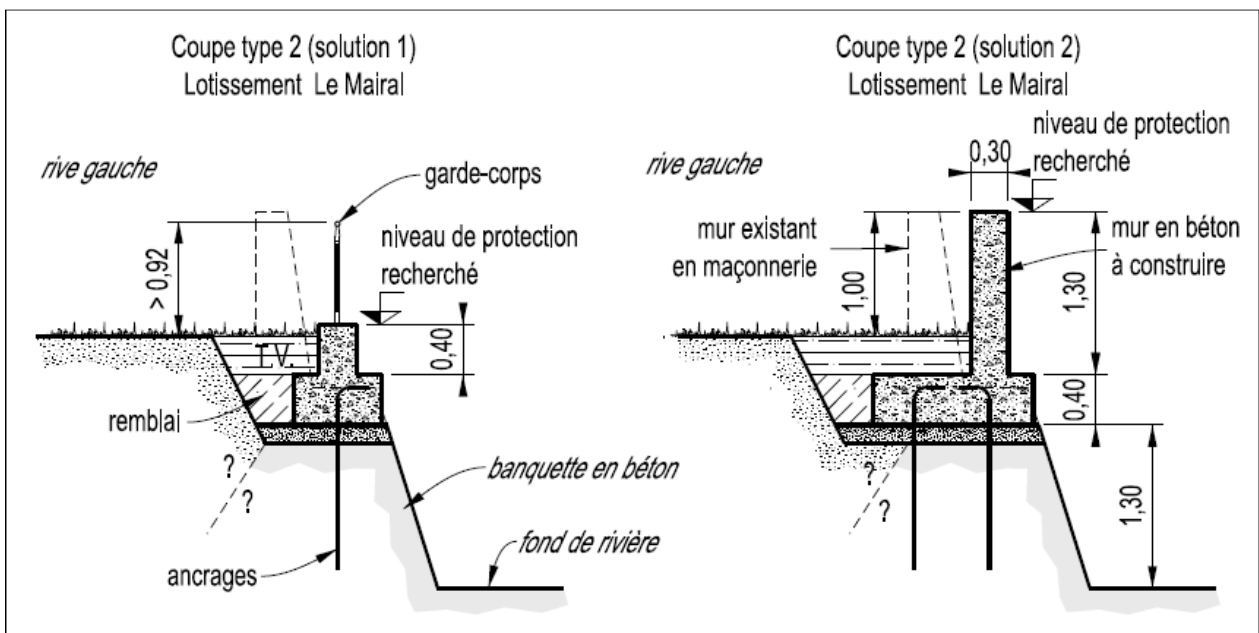 Coupe type 2 (solution 1)
Lotissement Le Mairal
rive gauche
garde-corps
niveau de protection
recherché
> 0,92
0,40
T.V.
remblai
? 
?
banquette en béton
fond de rivière
ancrages
Coupe type 2 (solution 2)
Lotissement Le Mairal
niveau de protection
recherché
0,30
rive gauche
mur existant
en maçonnerie
1,00
mur en béton
à construire
1,30
0,40
?
?
1,30